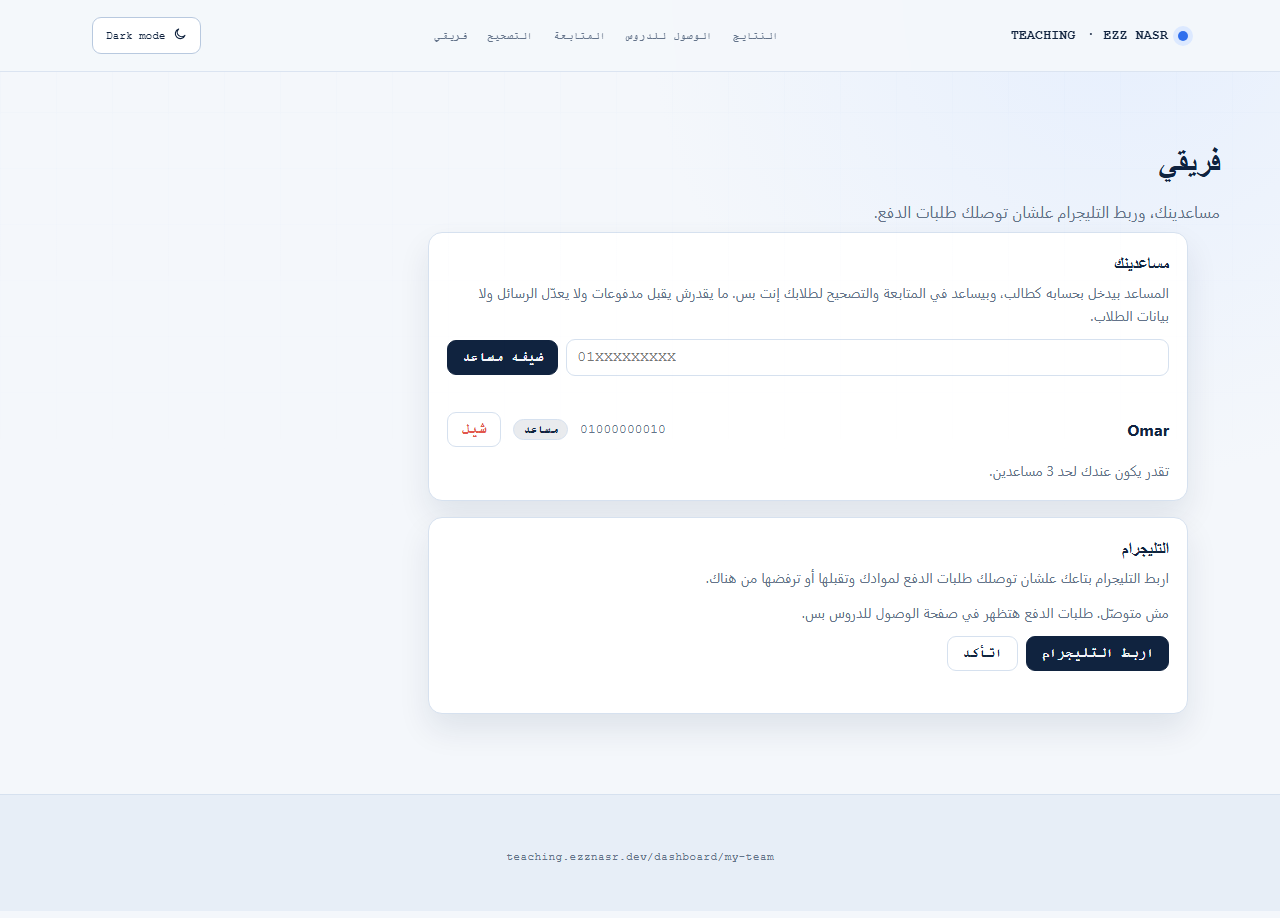 TEACHING · EZZ NASR
النتايج
الوصول للدروس
المتابعة
التصحيح
فريقي
Dark mode
فريقي
مساعدينك، وربط التليجرام علشان توصلك طلبات الدفع.
مساعدينك
المساعد بيدخل بحسابه كطالب، وبيساعد في المتابعة والتصحيح لطلابك إنت بس. ما يقدرش يقبل مدفوعات ولا يعدّل الرسائل ولا
بيانات الطلاب.
01XXXXXXXXX
ضيفه مساعد
Omar
01000000010
مساعد
شيل
تقدر يكون عندك لحد 3 مساعدين.
التليجرام
اربط التليجرام بتاعك علشان توصلك طلبات الدفع لموادك وتقبلها أو ترفضها من هناك.
مش متوصّل. طلبات الدفع هتظهر في صفحة الوصول للدروس بس.
اربط التليجرام
اتأكد
teaching.ezznasr.dev/dashboard/my-team